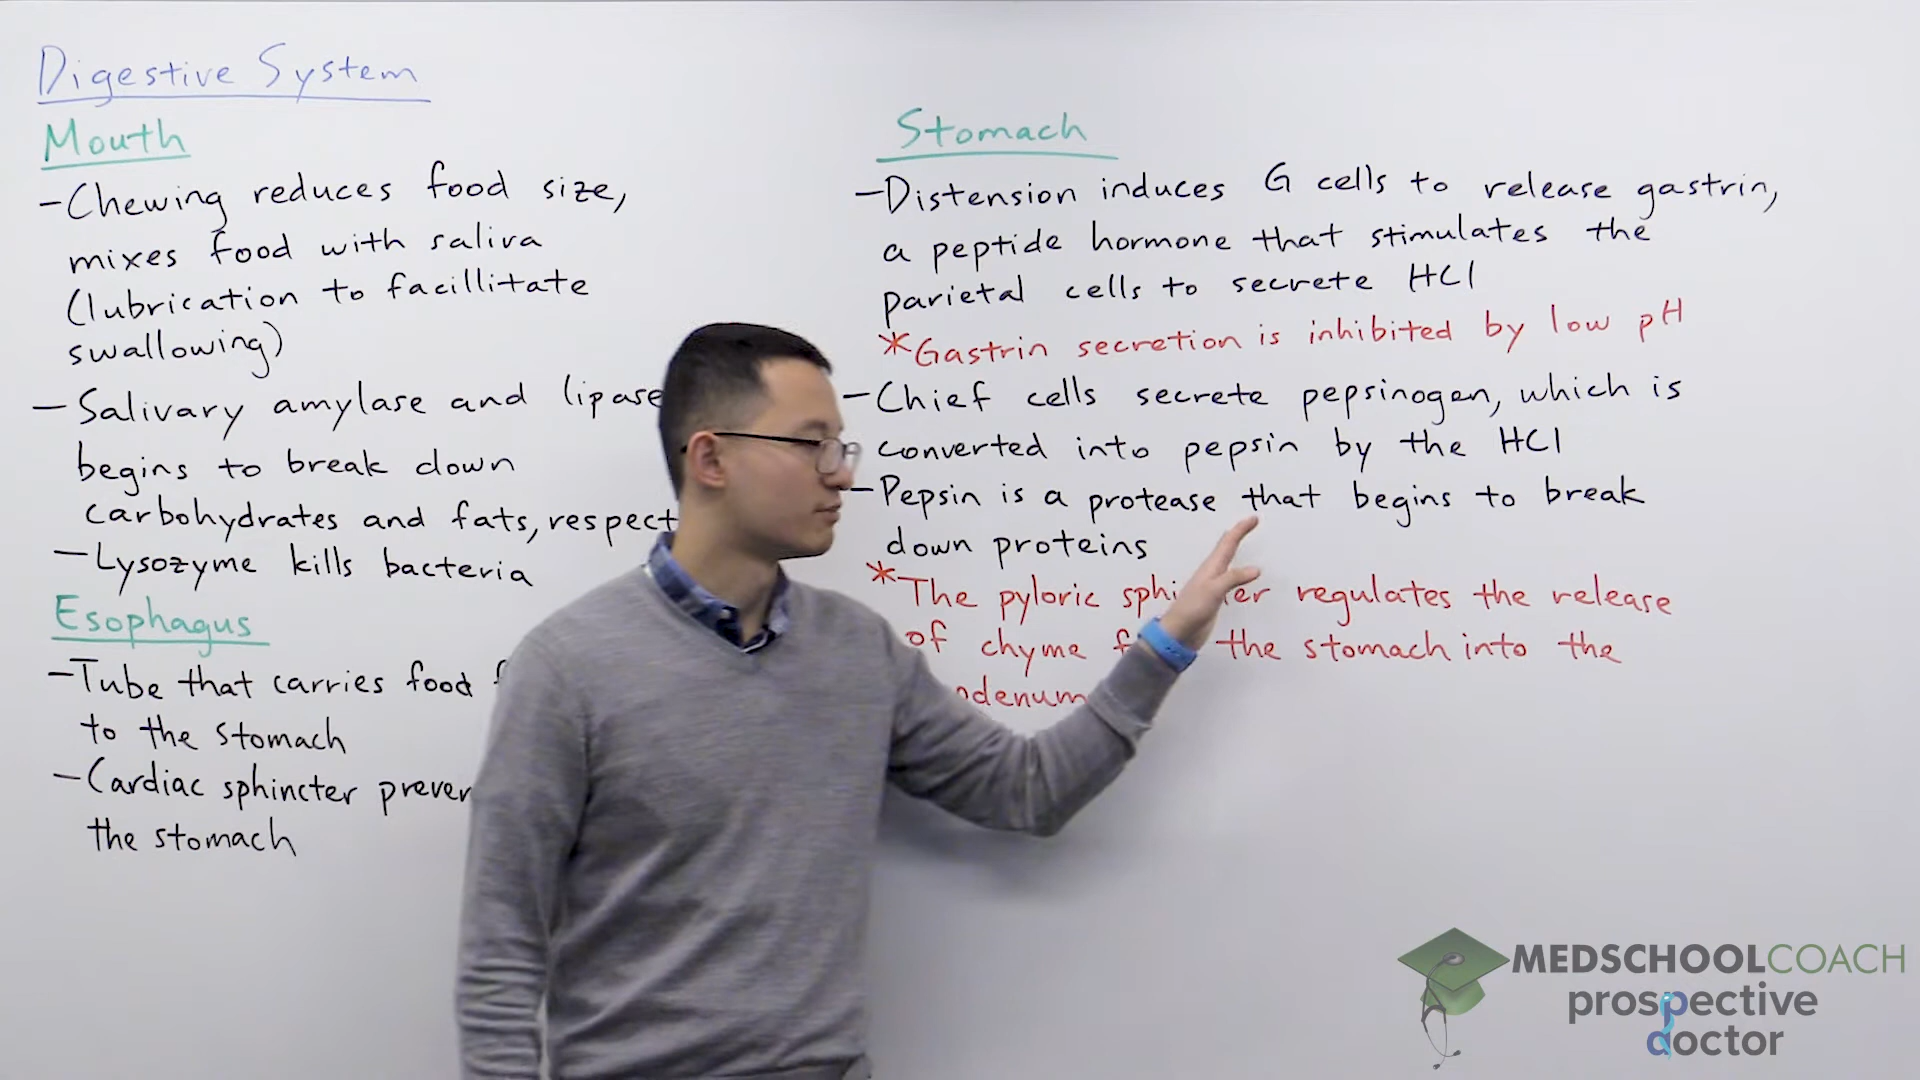 Digestive System
Mouth
-Chewing reduces food size,
mixes food with saliva
(lubrication to facillitate
swallowing)
-Salivary amylase and lipase
begins to break down
carbohydrates and fats, respect
-Lysozyme kills bacteria
Esophagus
-Tube that carries food
to the stomach
-Cardiac sphincter
the stomach
Stomach
-Distension induces G cells to release gastrin,
a peptide hormone that stimulates the
parietal cells to secrete HCl
*Gastrin secretion is inhibited by low pH
-Chief cells secrete pepsinogen, which is
converted into pepsin by the HCl
-Pepsin is a protease that begins to break
down proteins
*The pyloric regulates the release
of chyme the stomach into the
MEDSCHOOLCOACH
prospective
doctor